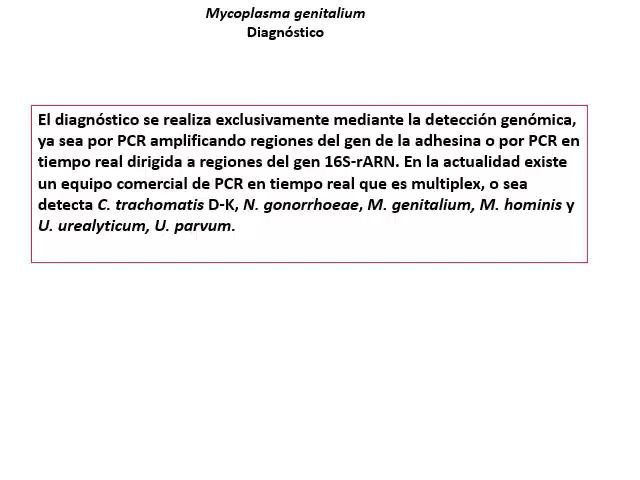 Mycoplasma genitalium
Diagnóstico
El diagnóstico se realiza exclusivamente mediante la detección genómica,
ya sea por PCR amplificando regiones del gen de la adhesina o por PCR en
tiempo real dirigida a regiones del gen 16S-rARN. En la actualidad existe
un equipo comercial de PCR en tiempo real que es multiplex, o sea
detecta C. trachomatis D-K, N. gonorrhoeae, M. genitalium, M. hominis y
U. urealyticum, U. parvum.